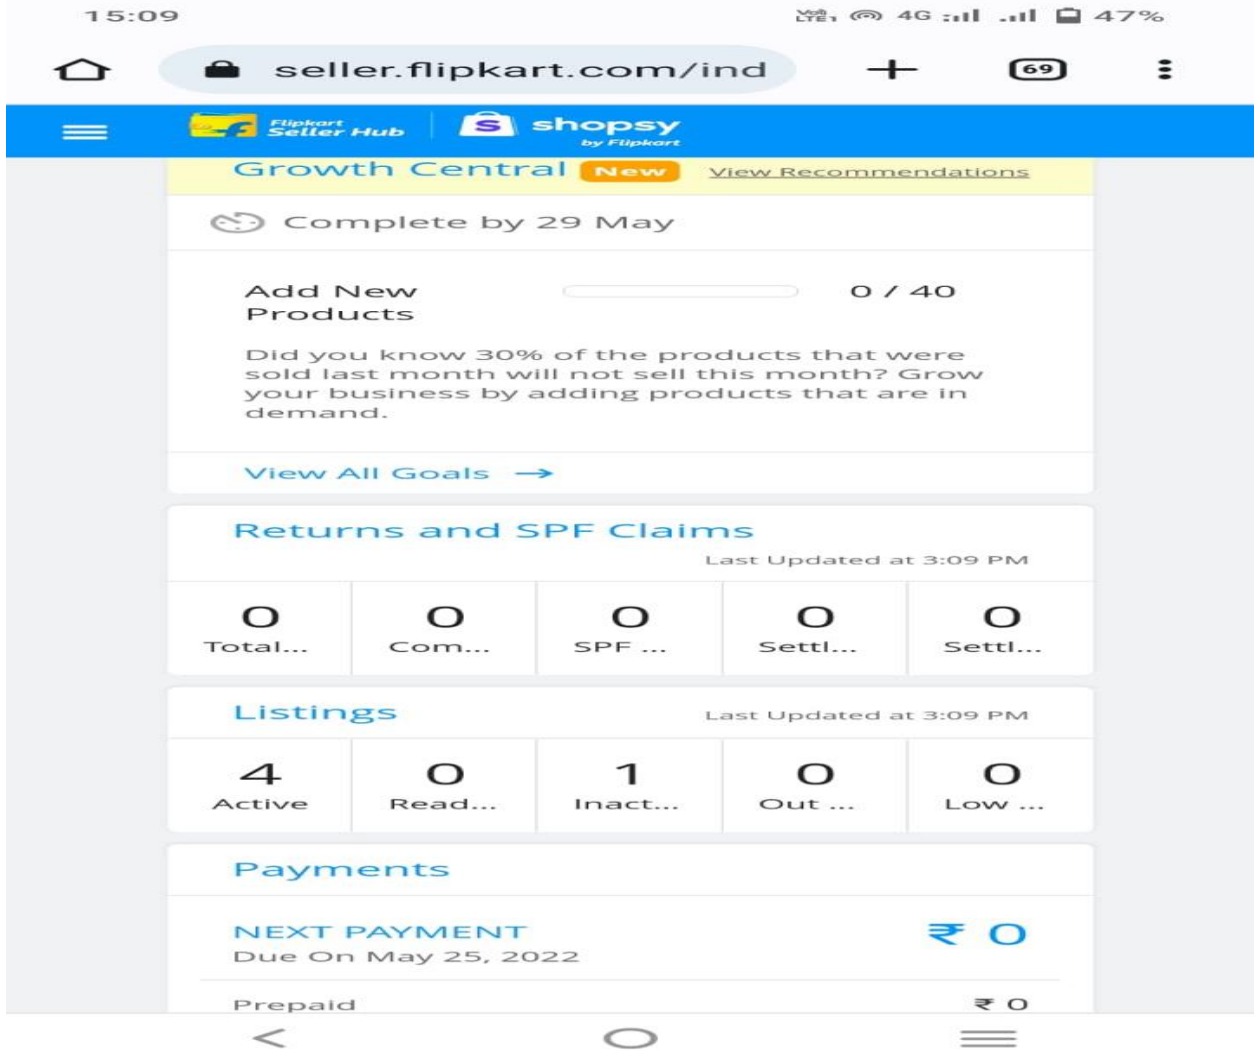 15:09
VoLTE1 4G 47%
seller.flipkart.com/ind
69
Flipkart
Seller Hub
shopsy
by Flipkart
Growth Central New View Recommendations
Complete by 29 May
Add New
Products
0 / 40
Did you know 30% of the products that were
sold last month will not sell this month? Grow
your business by adding products that are in
demand.
View All Goals →
Returns and SPF Claims
Last Updated at 3:09 PM
0 0 0 0 0
Total... Com... SPF ... Settl... Settl...
Listings Last Updated at 3:09 PM
4 0 1 0 0
Active Read... Inact... Out ... Low ...
Payments
NEXT PAYMENT ₹ 0
Due On May 25, 2022
Prepaid ₹ 0